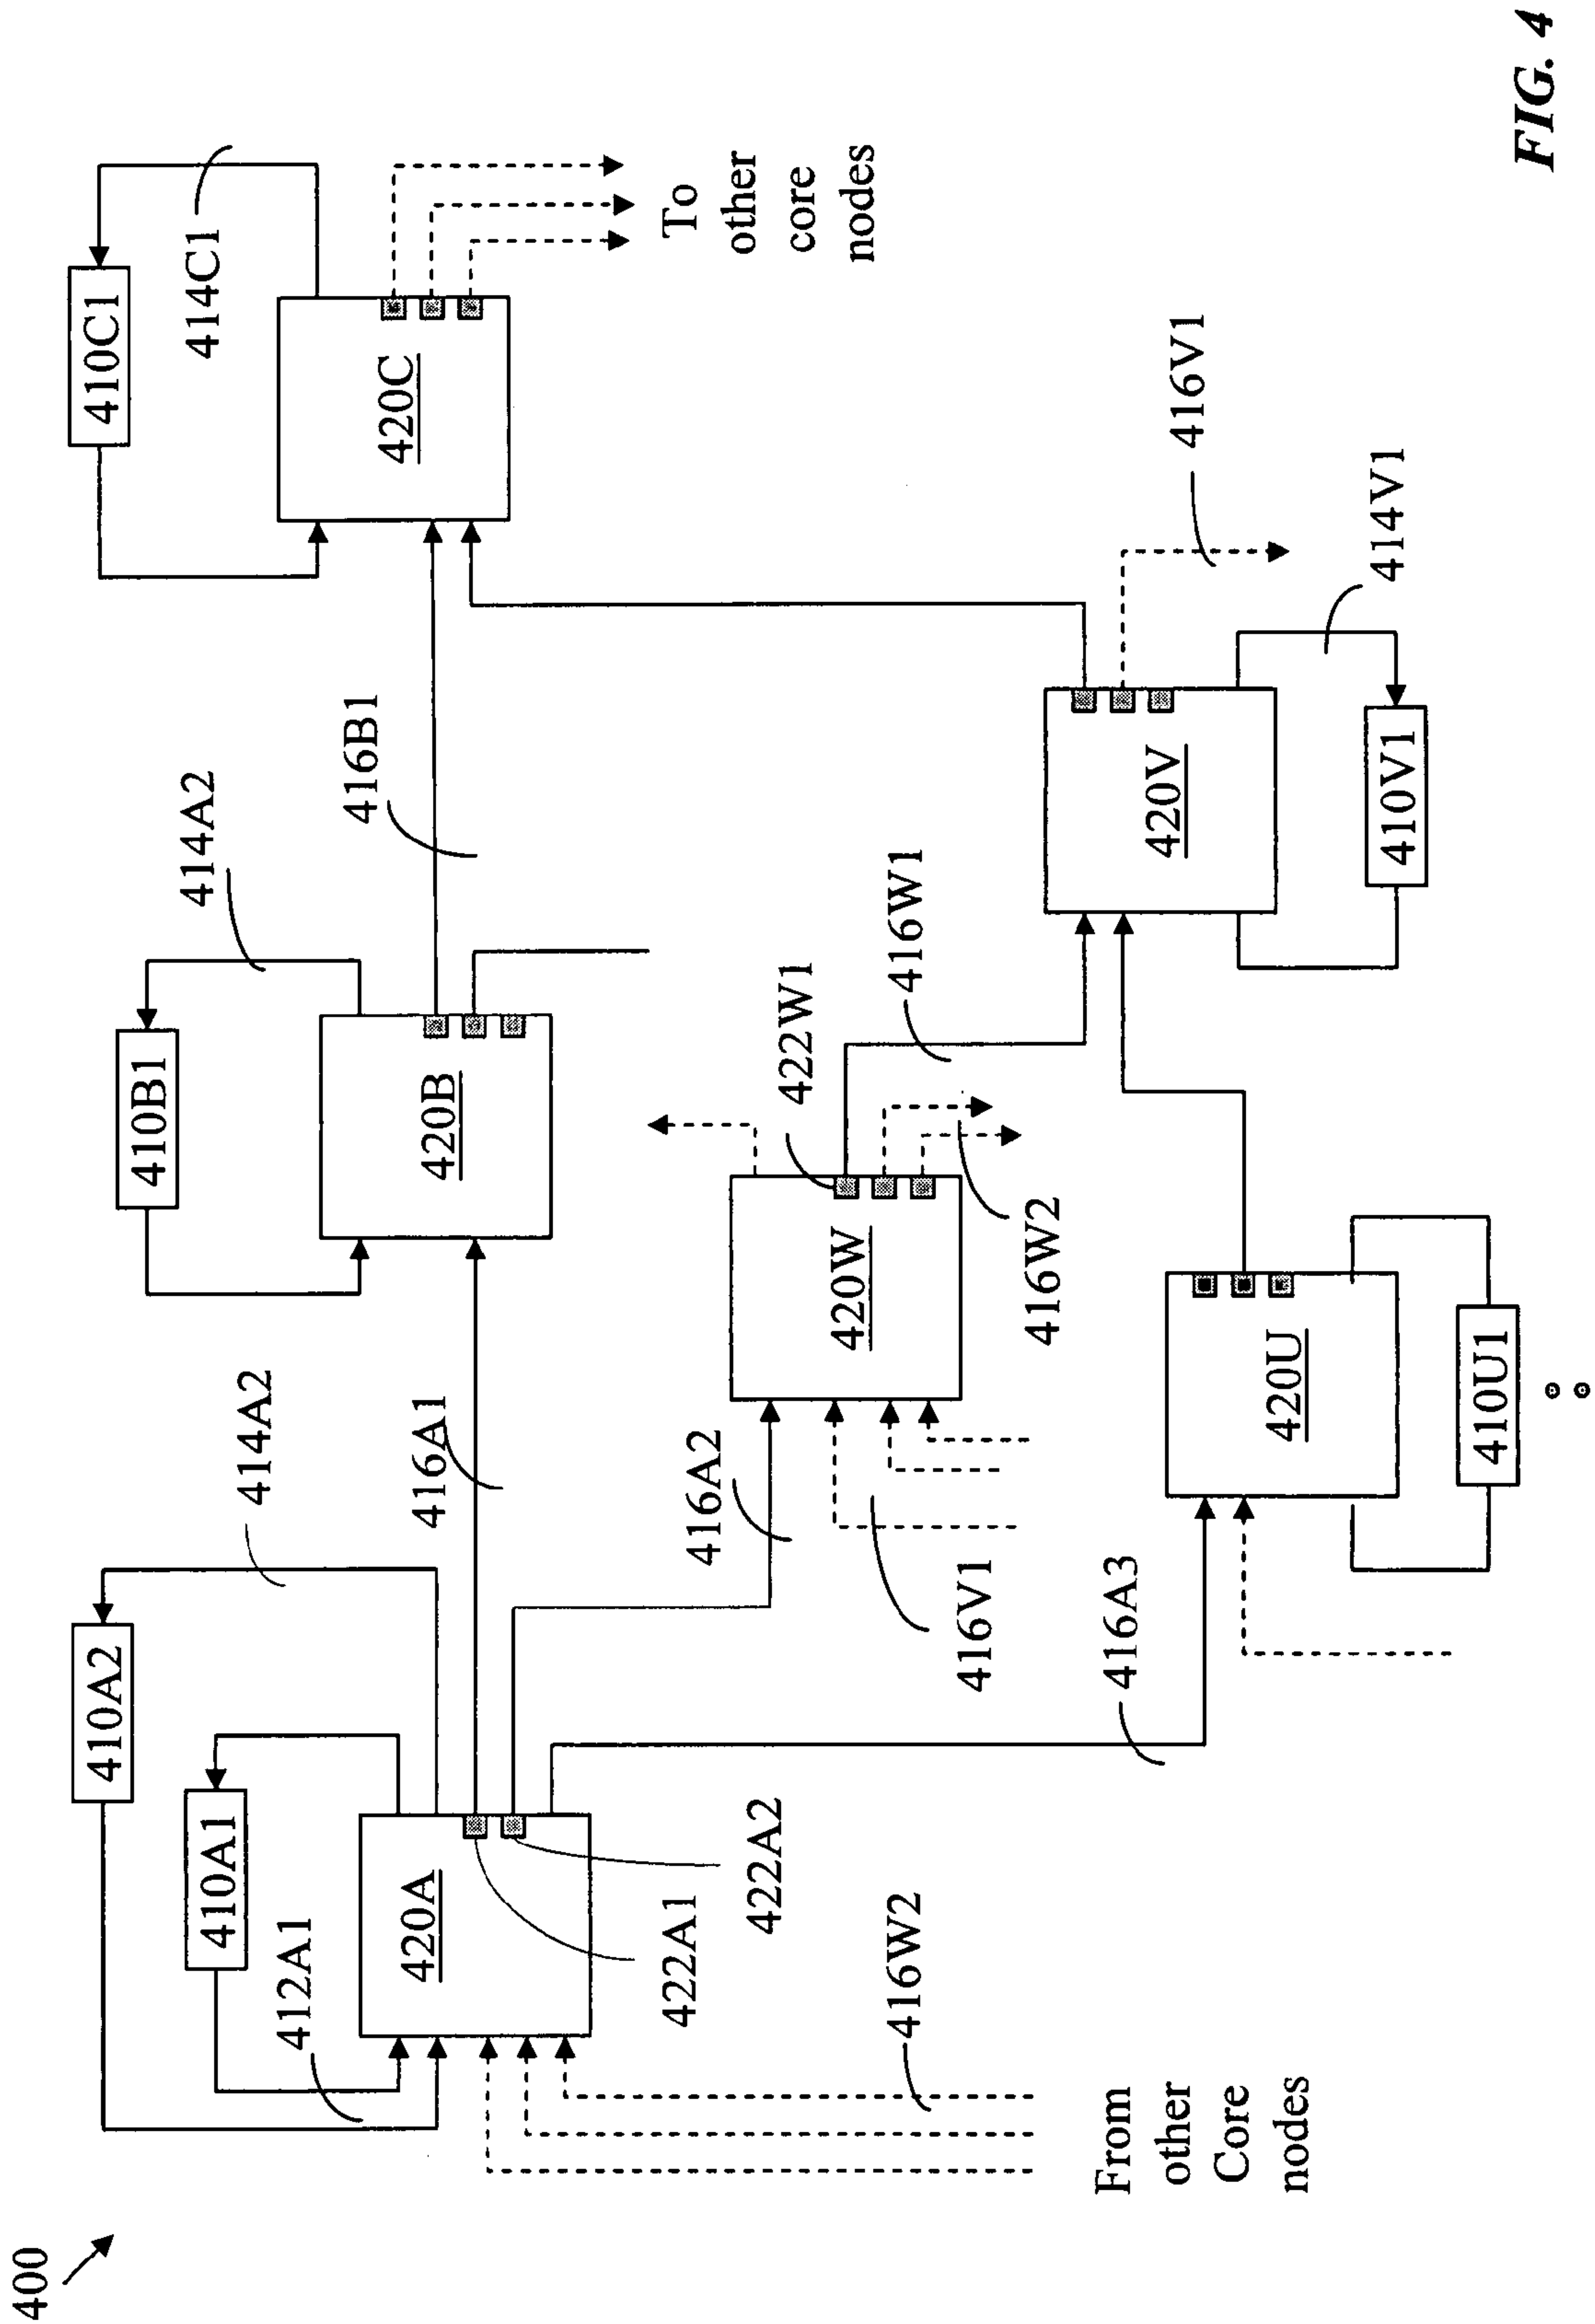 400
410A2
414A2
410A1
412A1
420A
422A1
422A2
416A1
410B1
414A2
420B
416B1
410C1
414C1
420C
To
other
core
nodes
416A2
416V1
420W
422W1
416W1
416W2
416V1
420V
414V1
410V1
416A3
420U
410U1
416W2
From
other
Core
nodes
FIG. 4